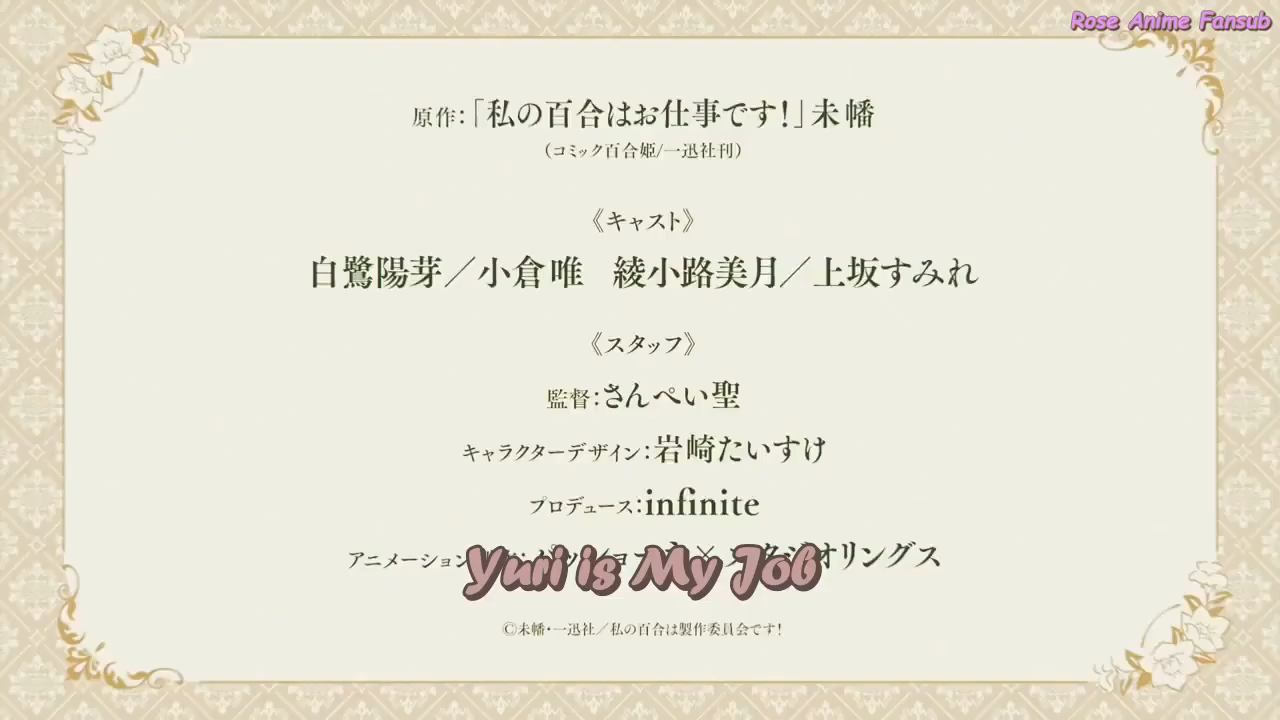 Rose Anime Fansub
原作:「私の百合はお仕事です!」未幡
(コミック百合姫/一迅社刊)
《キャスト》
白鷺陽芽／小倉唯 綾小路美月／上坂すみれ
《スタッフ》
監督:さんぺい聖
キャラクターデザイン:岩崎たいすけ
プロデュース:infinite
アニメーション オリングス
Yuri is My Job
©未幡・一迅社／私の百合は製作委員会です!